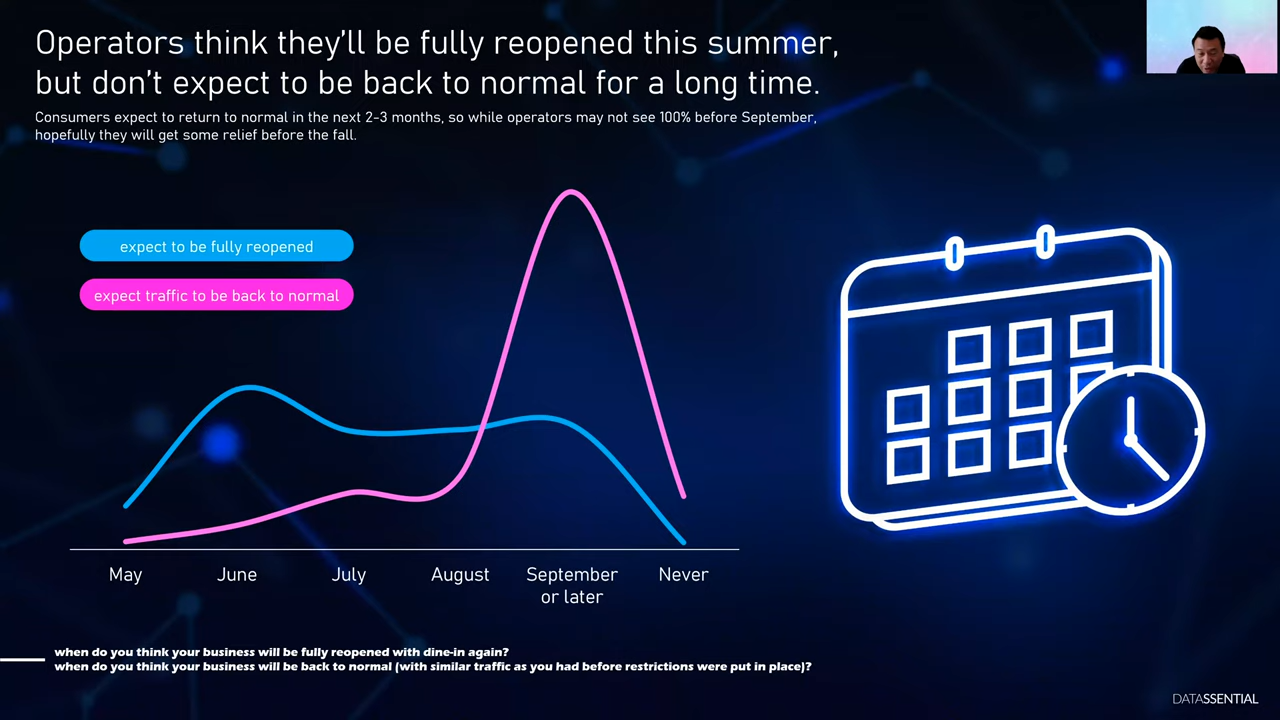 Operators think they'll be fully reopened this summer,
but don't expect to be back to normal for a long time.
Consumers expect to return to normal in the next 2-3 months, so while operators may not see 100% before September,
hopefully they will get some relief before the fall.
expect to be fully reopened
expect traffic to be back to normal
May June July August September Never
or later
when do you think your business will be fully reopened with dine-in again?
when do you think your business will be back to normal (with similar traffic as you had before restrictions were put in place)?
DATASSENTIAL